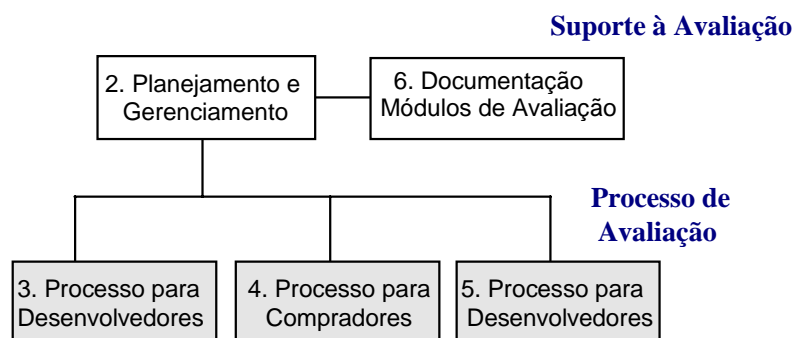 Suporte à Avaliação
2. Planejamento e
Gerenciamento
6. Documentação
Módulos de Avaliação
Processo de
Avaliação
3. Processo para
Desenvolvedores
4. Processo para
Compradores
5. Processo para
Desenvolvedores